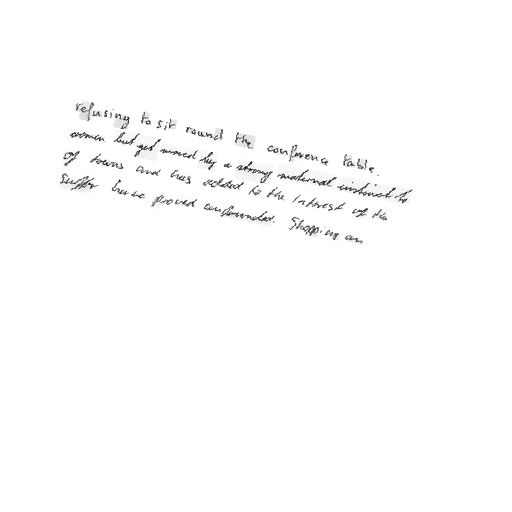 refusing to sit round the conference table.
women but get moved by a strong maternal instinct to
of towns and has added to the interest of the
suffer have proved unfounded. Shopping an